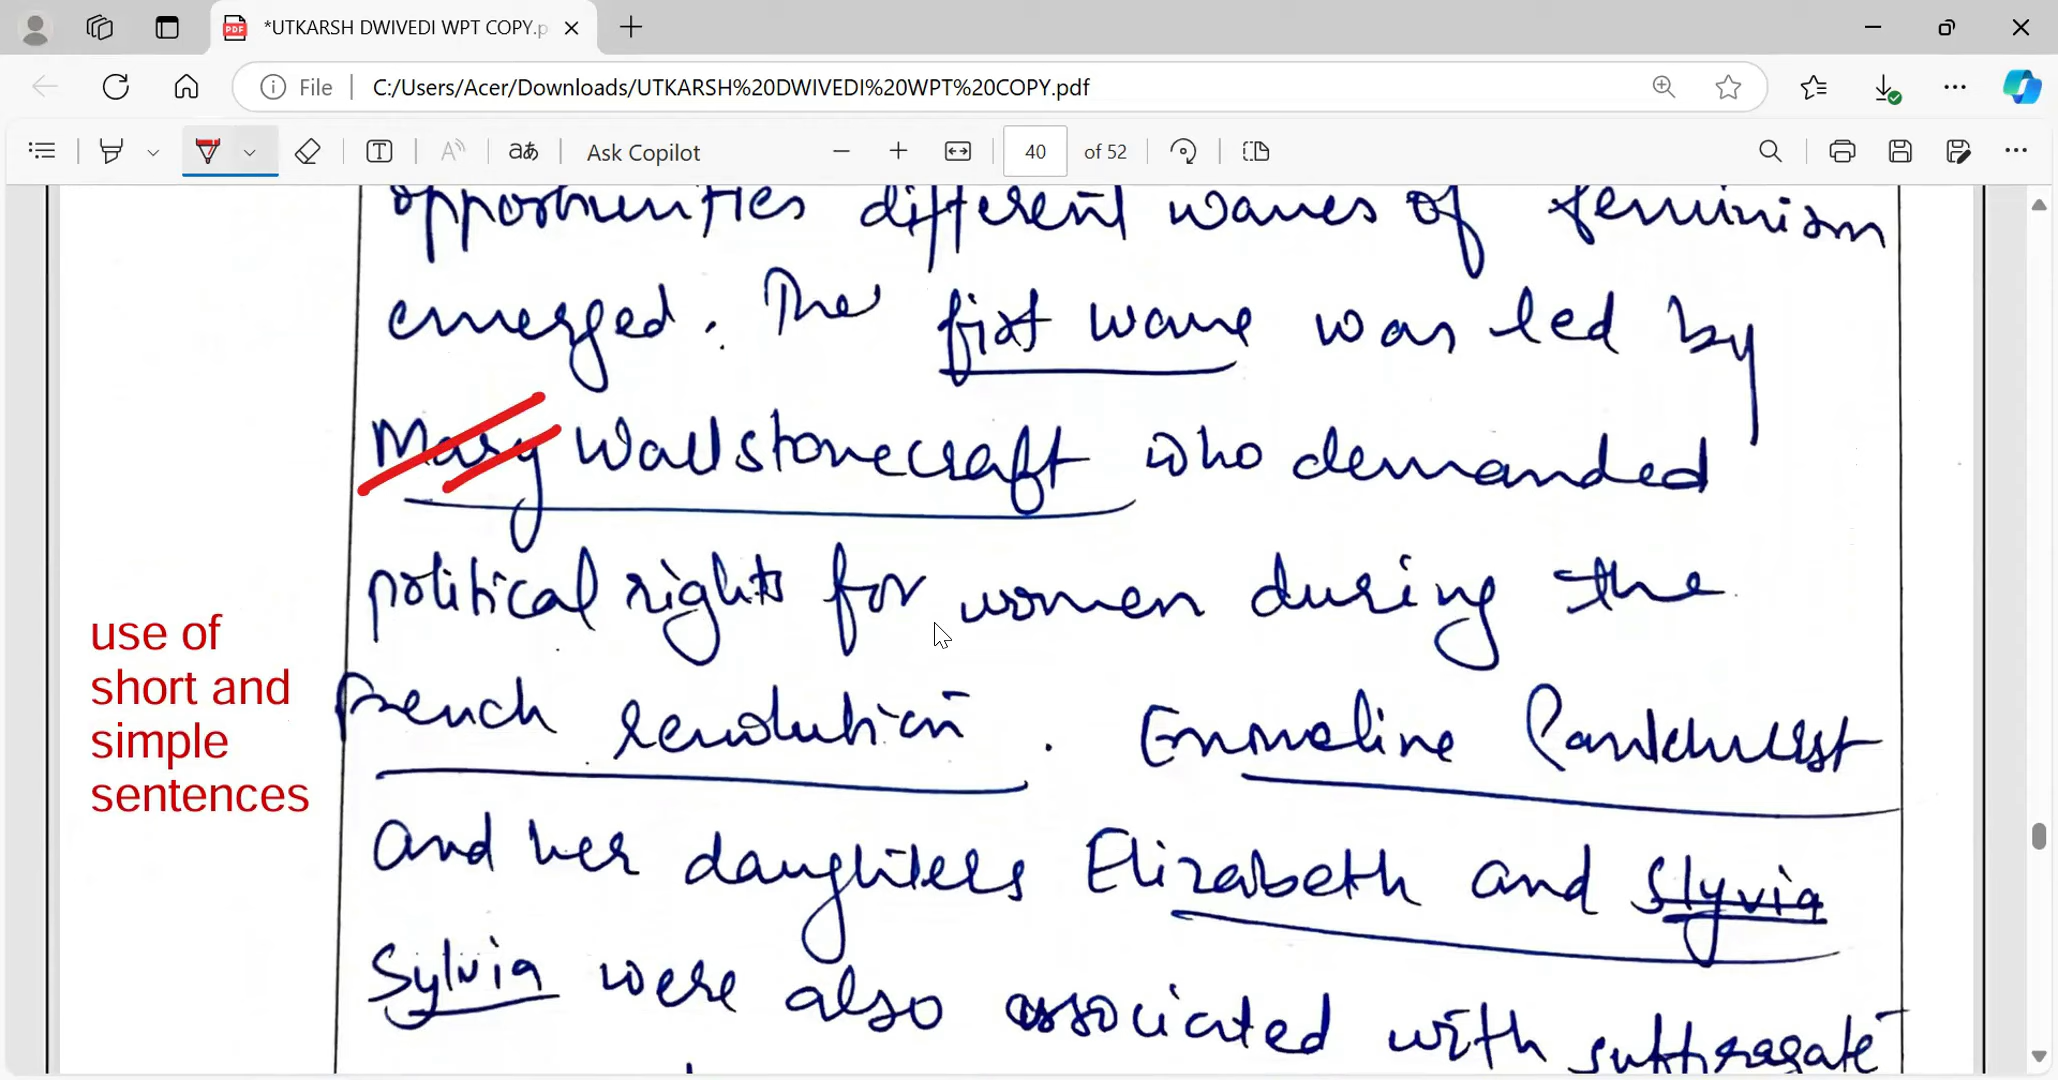 *UTKARSH DWIVEDI WPT COPY.p
File C:/Users/Acer/Downloads/UTKARSH%20DWIVEDI%20WPT%20COPY.pdf
Ask Copilot 40 of 52
opportunities different waves of feminism
emerged. The first wave was led by
Mary Wallstonecraft who demanded
political rights for women during the
French revolution. Emmeline Pankhurst
and her daughters Elizabeth and Slyvia
Sylvia were also associated with suffragate
use of
short and
simple
sentences